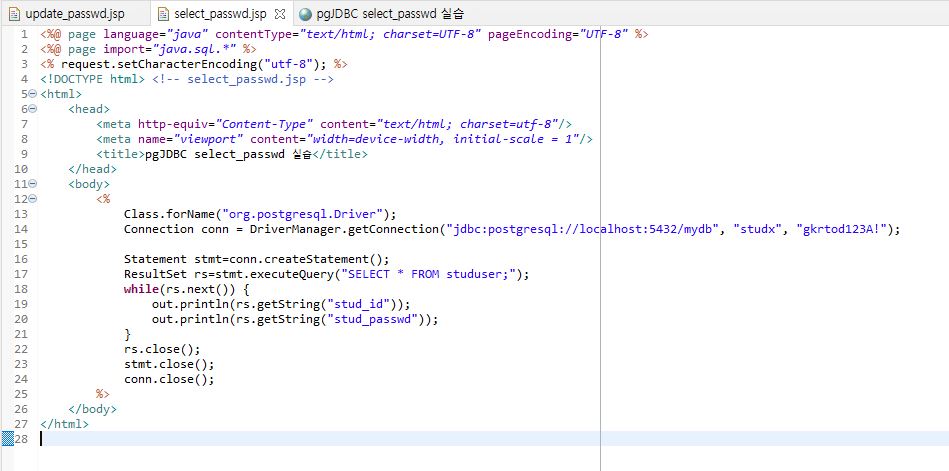 update_passwd.jsp select_passwd.jsp pgJDBC select_passwd 실습
1 <%@ page language="java" contentType="text/html; charset=UTF-8" pageEncoding="UTF-8" %>
2 <%@ page import="java.sql.*" %>
3 <% request.setCharacterEncoding("utf-8"); %>
4 <!DOCTYPE html> <!-- select_passwd.jsp -->
5 <html>
6 <head>
7 <meta http-equiv="Content-Type" content="text/html; charset=utf-8"/>
8 <meta name="viewport" content="width=device-width, initial-scale = 1"/>
9 <title>pgJDBC select_passwd 실습</title>
10 </head>
11 <body>
12 <%
13 Class.forName("org.postgresql.Driver");
14 Connection conn = DriverManager.getConnection("jdbc:postgresql://localhost:5432/mydb", "studx", "gkrtod123A!");
15
16 Statement stmt=conn.createStatement();
17 ResultSet rs=stmt.executeQuery("SELECT * FROM studuser;");
18 while(rs.next()) {
19 out.println(rs.getString("stud_id"));
20 out.println(rs.getString("stud_passwd"));
21 }
22 rs.close();
23 stmt.close();
24 conn.close();
25 %>
26 </body>
27 </html>
28